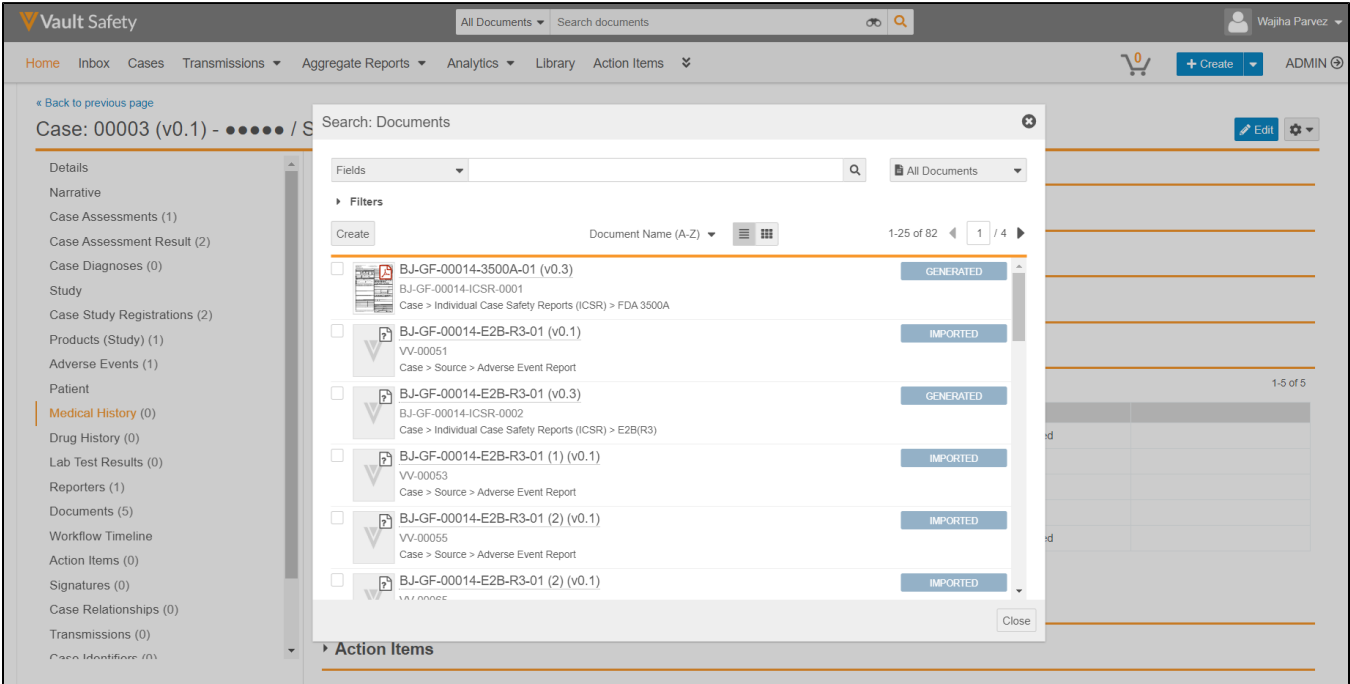 Vault Safety
All Documents Search documents
Wajiha Parvez
Home Inbox Cases Transmissions Aggregate Reports Analytics Library Action Items
0
+ Create
ADMIN
« Back to previous page
Case: 00003 (v0.1) - ●●●●● / S
Edit
Details
Narrative
Case Assessments (1)
Case Assessment Result (2)
Case Diagnoses (0)
Study
Case Study Registrations (2)
Products (Study) (1)
Adverse Events (1)
Patient
Medical History (0)
Drug History (0)
Lab Test Results (0)
Reporters (1)
Documents (5)
Workflow Timeline
Action Items (0)
Signatures (0)
Case Relationships (0)
Transmissions (0)
Case Identifiers (0)
Search: Documents
Fields
All Documents
Filters
Create
Document Name (A-Z)
1-25 of 82 1 / 4
BJ-GF-00014-3500A-01 (v0.3)
GENERATED
BJ-GF-00014-ICSR-0001
Case > Individual Case Safety Reports (ICSR) > FDA 3500A
BJ-GF-00014-E2B-R3-01 (v0.1)
IMPORTED
VV-00051
Case > Source > Adverse Event Report
BJ-GF-00014-E2B-R3-01 (v0.3)
GENERATED
BJ-GF-00014-ICSR-0002
Case > Individual Case Safety Reports (ICSR) > E2B(R3)
BJ-GF-00014-E2B-R3-01 (1) (v0.1)
IMPORTED
VV-00053
Case > Source > Adverse Event Report
BJ-GF-00014-E2B-R3-01 (2) (v0.1)
IMPORTED
VV-00055
Case > Source > Adverse Event Report
BJ-GF-00014-E2B-R3-01 (2) (v0.1)
IMPORTED
VV-00065
Close
1-5 of 5
ed
ed
Action Items